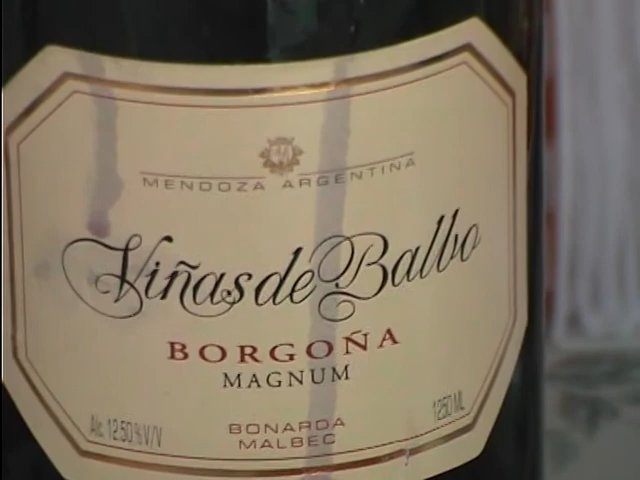 MENDOZA ARGENTINA
Viñas de Balbo
BORGOÑA
MAGNUM
Alc. 12.50 % V/V
BONARDA
MALBEC
1250 ML